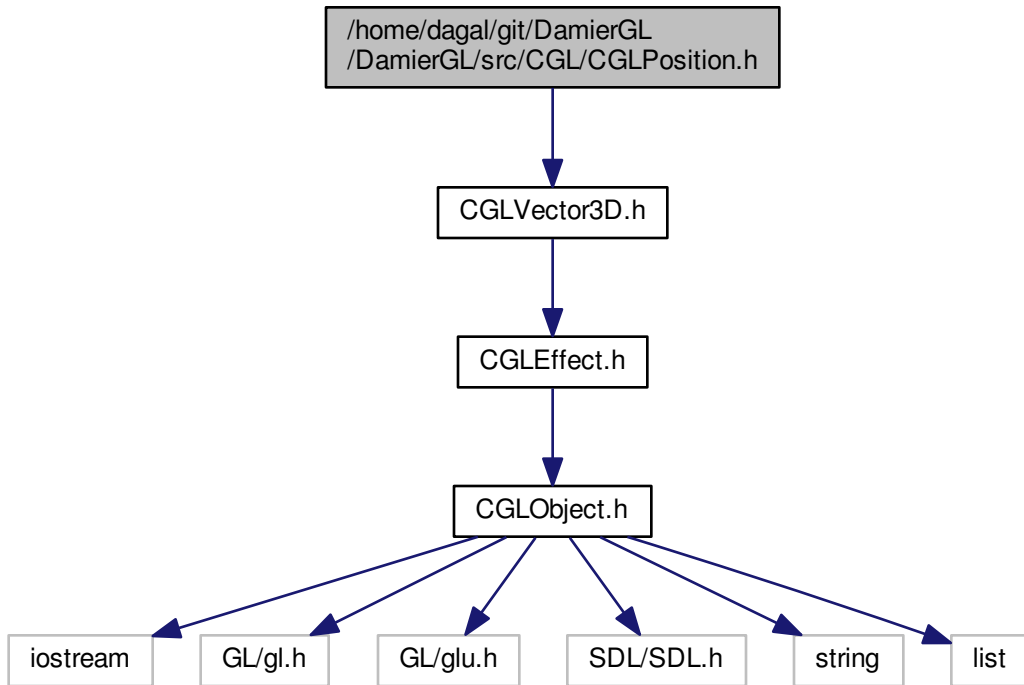 /home/dagal/git/DamierGL
/DamierGL/src/CGL/CGLPosition.h
CGLVector3D.h
CGLEffect.h
CGLObject.h
iostream
GL/gl.h
GL/glu.h
SDL/SDL.h
string
list